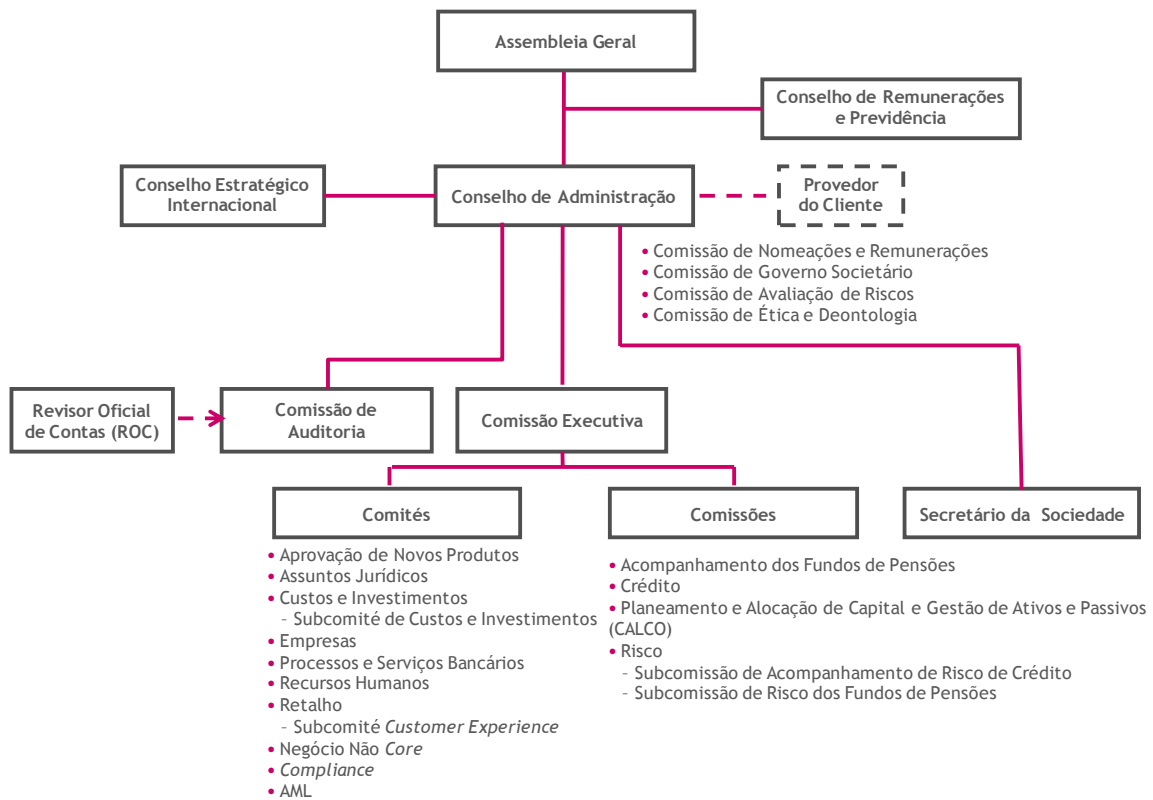 Assembleia Geral
Conselho de Remunerações
e Previdência
Conselho Estratégico
Internacional
Conselho de Administração
Provedor
do Cliente
• Comissão de Nomeações e Remunerações
• Comissão de Governo Societário
• Comissão de Avaliação de Riscos
• Comissão de Ética e Deontologia
Revisor Oficial
de Contas (ROC)
Comissão de
Auditoria
Comissão Executiva
Comités
Comissões
Secretário da Sociedade
• Aprovação de Novos Produtos
• Assuntos Jurídicos
• Custos e Investimentos
– Subcomité de Custos e Investimentos
• Empresas
• Processos e Serviços Bancários
• Recursos Humanos
• Retalho
– Subcomité Customer Experience
• Negócio Não Core
• Compliance
• AML
• Acompanhamento dos Fundos de Pensões
• Crédito
• Planeamento e Alocação de Capital e Gestão de Ativos e Passivos
(CALCO)
• Risco
– Subcomissão de Acompanhamento de Risco de Crédito
– Subcomissão de Risco dos Fundos de Pensões